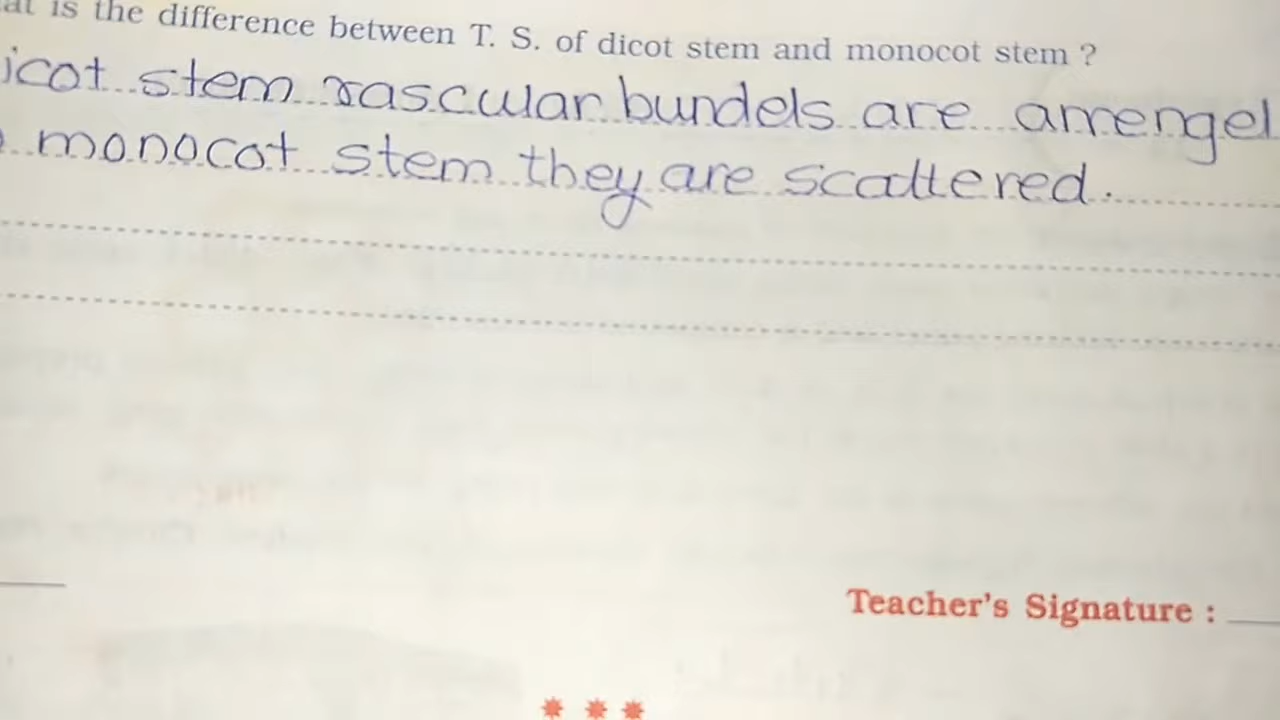 at is the difference between T. S. of dicot stem and monocot stem ?
icot stem vascular bundels are arrengel
monocot stem they are scattered.
Teacher's Signature :